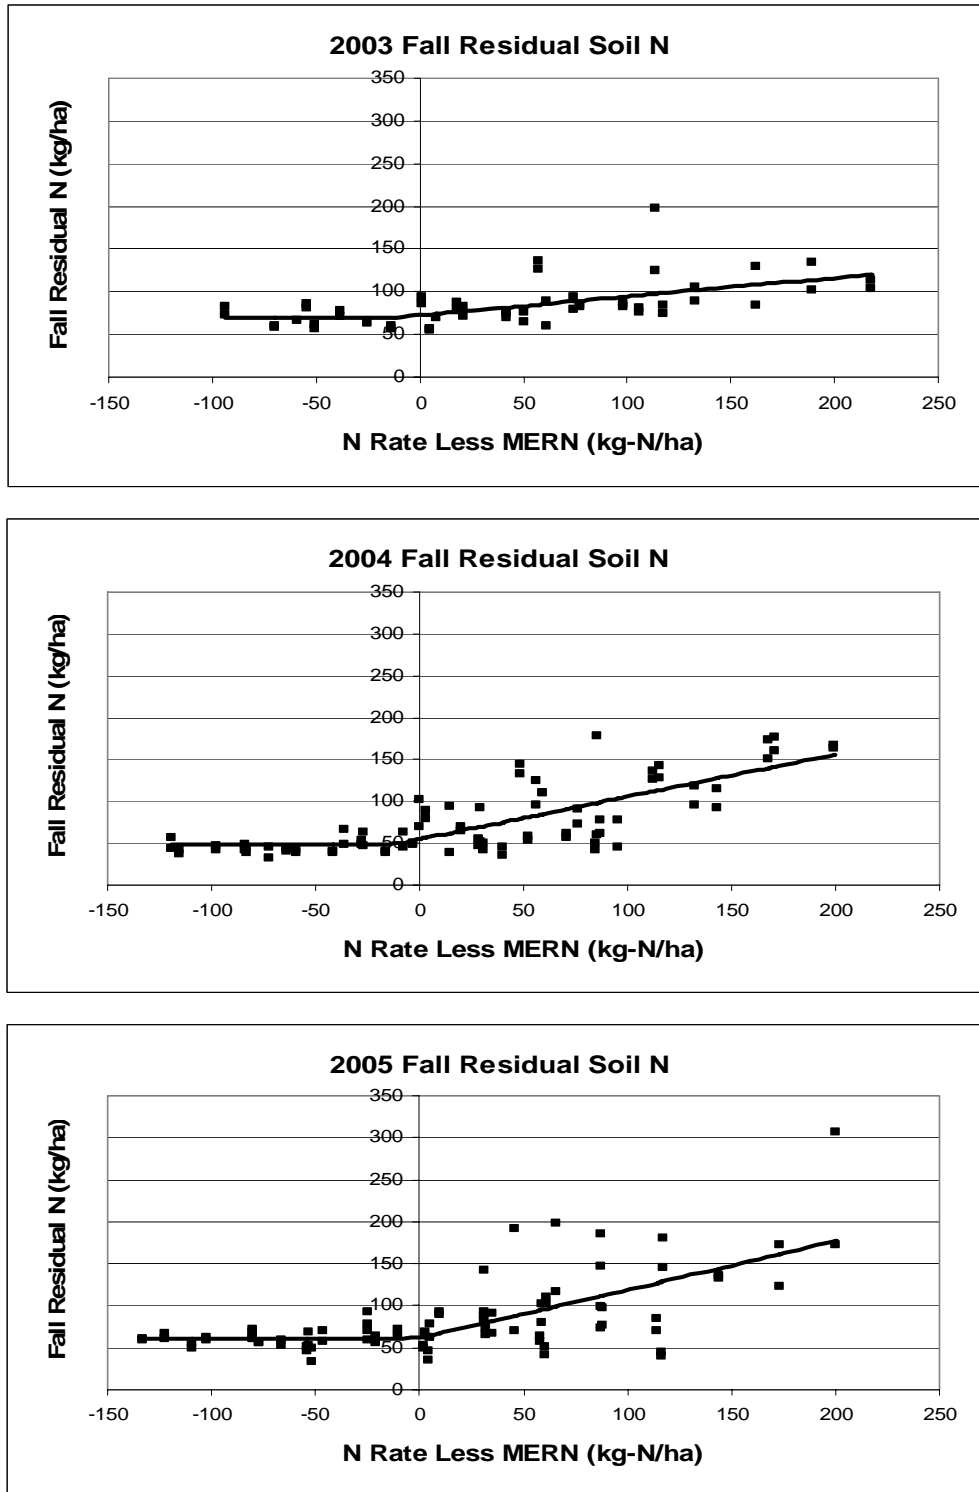 2003 Fall Residual Soil N
Fall Residual N (kg/ha)
350
300
250
200
150
100
50
0
-150 -100 -50 0 50 100 150 200 250
N Rate Less MERN (kg-N/ha)
2004 Fall Residual Soil N
Fall Residual N (kg/ha)
350
300
250
200
150
100
50
0
-150 -100 -50 0 50 100 150 200 250
N Rate Less MERN (kg-N/ha)
2005 Fall Residual Soil N
Fall Residual N (kg/ha)
350
300
250
200
150
100
50
0
-150 -100 -50 0 50 100 150 200 250
N Rate Less MERN (kg-N/ha)